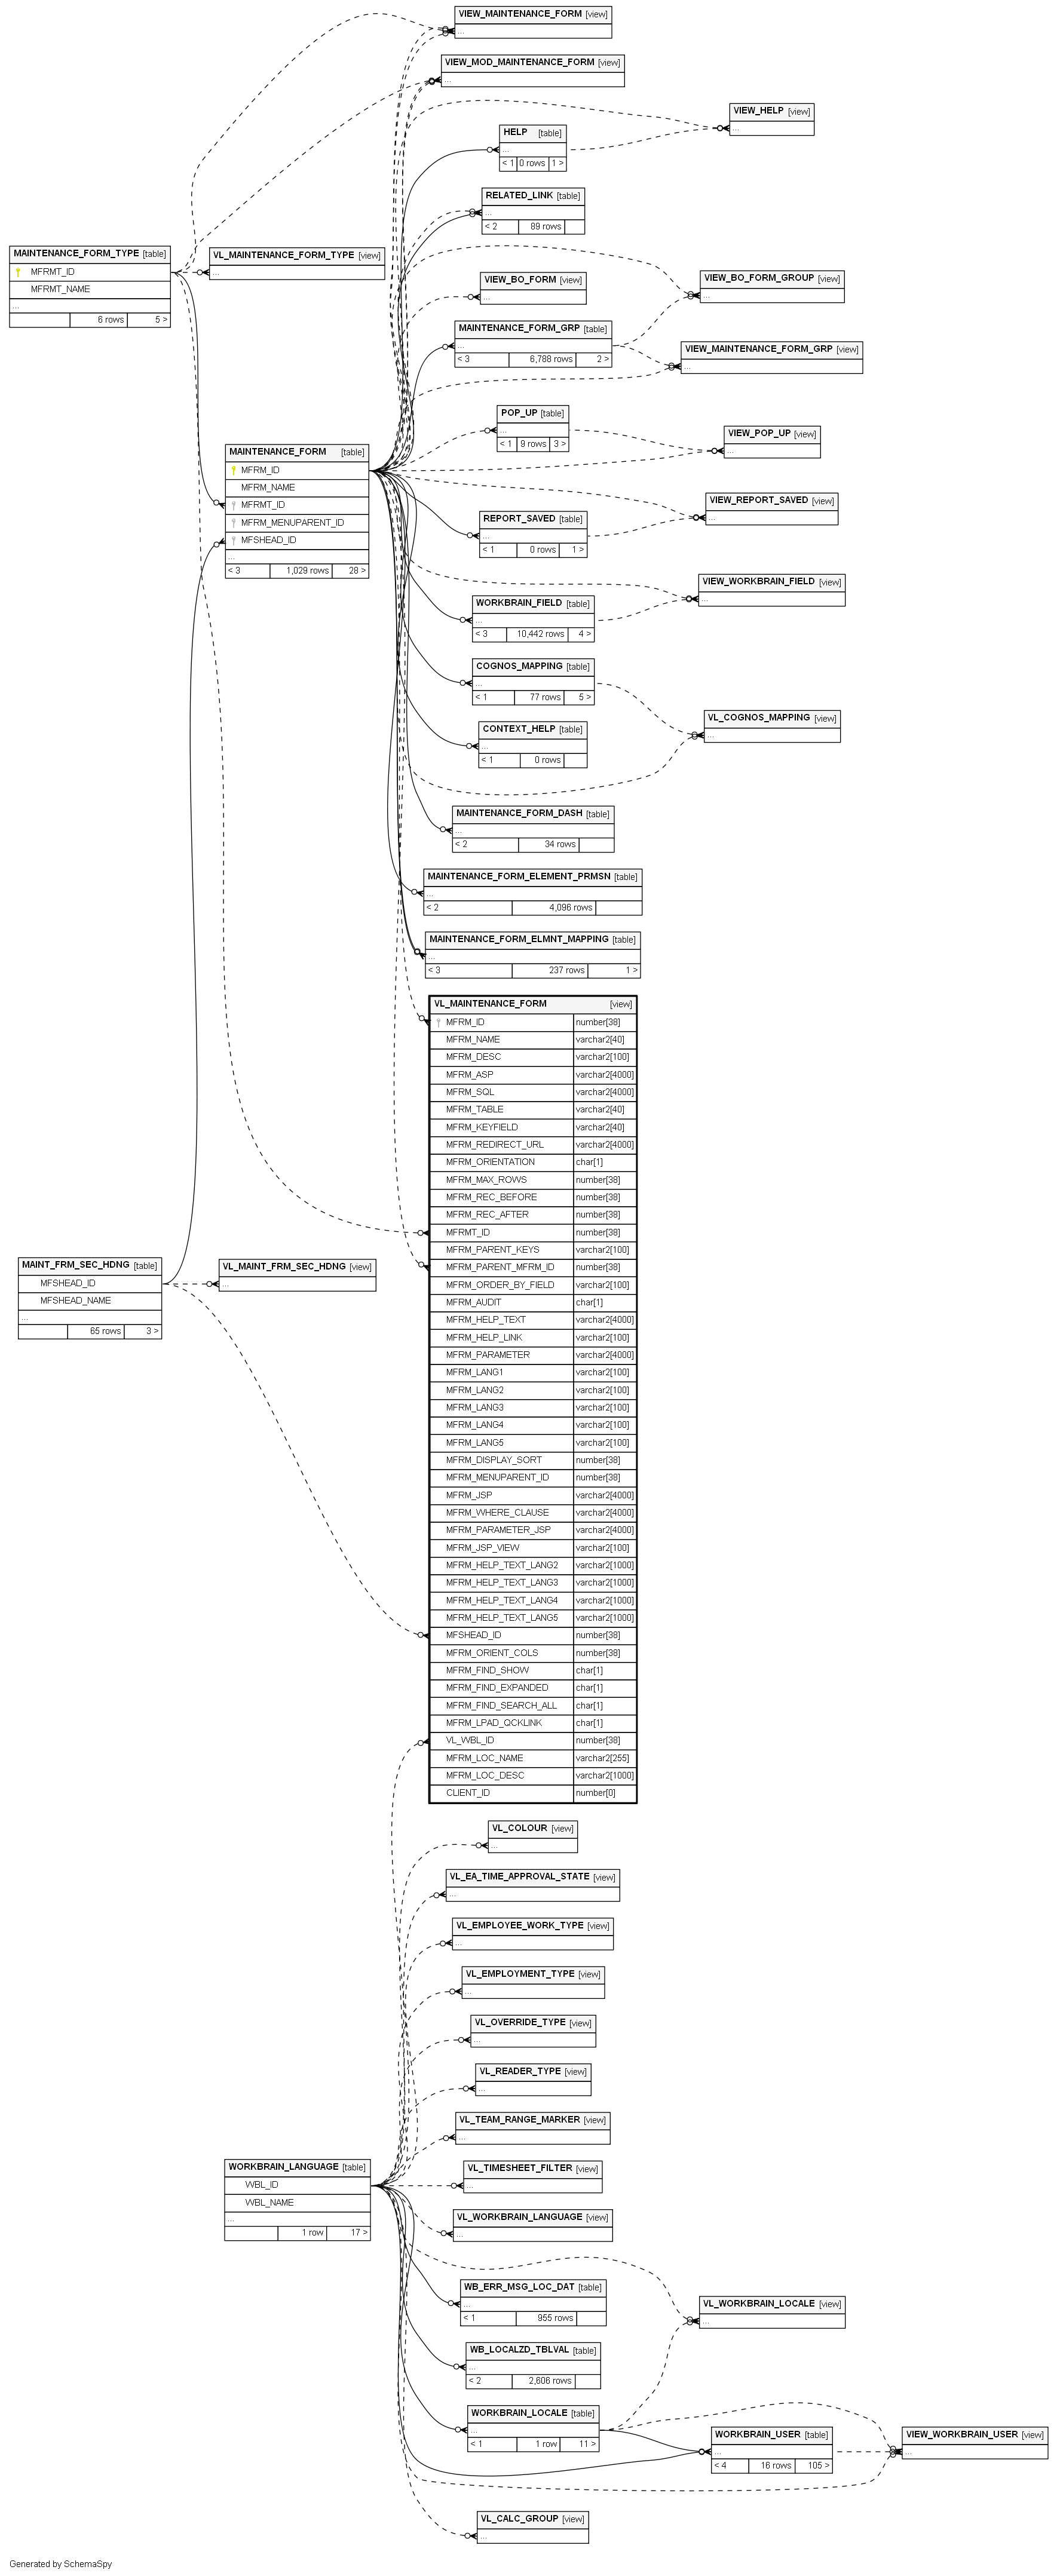 VIEW_MAINTENANCE_FORM [view]
...
VIEW_MOD_MAINTENANCE_FORM [view]
...
VIEW_HELP [view]
...
HELP [table]
...
< 1 0 rows 1 >
RELATED_LINK [table]
...
< 2 89 rows
MAINTENANCE_FORM_TYPE [table]
MFRMT_ID
MFRMT_NAME
...
6 rows 5 >
VL_MAINTENANCE_FORM_TYPE [view]
...
VIEW_BO_FORM [view]
...
VIEW_BO_FORM_GROUP [view]
...
MAINTENANCE_FORM_GRP [table]
...
< 3 6,788 rows 2 >
VIEW_MAINTENANCE_FORM_GRP [view]
...
POP_UP [table]
...
< 1 9 rows 3 >
VIEW_POP_UP [view]
...
MAINTENANCE_FORM [table]
MFRM_ID
MFRM_NAME
MFRMT_ID
MFRM_MENUPARENT_ID
MFSHEAD_ID
...
< 3 1,029 rows 28 >
VIEW_REPORT_SAVED [view]
...
REPORT_SAVED [table]
...
< 1 0 rows 1 >
VIEW_WORKBRAIN_FIELD [view]
...
WORKBRAIN_FIELD [table]
...
< 3 10,442 rows 4 >
COGNOS_MAPPING [table]
...
< 1 77 rows 5 >
VL_COGNOS_MAPPING [view]
...
CONTEXT_HELP [table]
...
< 1 0 rows
MAINTENANCE_FORM_DASH [table]
...
< 2 34 rows
MAINTENANCE_FORM_ELEMENT_PRMSN [table]
...
< 2 4,096 rows
MAINTENANCE_FORM_ELMNT_MAPPING [table]
...
< 3 237 rows 1 >
VL_MAINTENANCE_FORM [view]
MFRM_ID number[38]
MFRM_NAME varchar2[40]
MFRM_DESC varchar2[100]
MFRM_ASP varchar2[4000]
MFRM_SQL varchar2[4000]
MFRM_TABLE varchar2[40]
MFRM_KEYFIELD varchar2[40]
MFRM_REDIRECT_URL varchar2[4000]
MFRM_ORIENTATION char[1]
MFRM_MAX_ROWS number[38]
MFRM_REC_BEFORE number[38]
MFRM_REC_AFTER number[38]
MFRMT_ID number[38]
MFRM_PARENT_KEYS varchar2[100]
MFRM_PARENT_MFRM_ID number[38]
MFRM_ORDER_BY_FIELD varchar2[100]
MFRM_AUDIT char[1]
MFRM_HELP_TEXT varchar2[4000]
MFRM_HELP_LINK varchar2[100]
MFRM_PARAMETER varchar2[4000]
MFRM_LANG1 varchar2[100]
MFRM_LANG2 varchar2[100]
MFRM_LANG3 varchar2[100]
MFRM_LANG4 varchar2[100]
MFRM_LANG5 varchar2[100]
MFRM_DISPLAY_SORT number[38]
MFRM_MENUPARENT_ID number[38]
MFRM_JSP varchar2[4000]
MFRM_WHERE_CLAUSE varchar2[4000]
MFRM_PARAMETER_JSP varchar2[4000]
MFRM_JSP_VIEW varchar2[100]
MFRM_HELP_TEXT_LANG2 varchar2[1000]
MFRM_HELP_TEXT_LANG3 varchar2[1000]
MFRM_HELP_TEXT_LANG4 varchar2[1000]
MFRM_HELP_TEXT_LANG5 varchar2[1000]
MFSHEAD_ID number[38]
MFRM_ORIENT_COLS number[38]
MFRM_FIND_SHOW char[1]
MFRM_FIND_EXPANDED char[1]
MFRM_FIND_SEARCH_ALL char[1]
MFRM_LPAD_QCKLINK char[1]
VL_WBL_ID number[38]
MFRM_LOC_NAME varchar2[255]
MFRM_LOC_DESC varchar2[1000]
CLIENT_ID number[0]
MAINT_FRM_SEC_HDNG [table]
MFSHEAD_ID
MFSHEAD_NAME
...
65 rows 3 >
VL_MAINT_FRM_SEC_HDNG [view]
...
VL_COLOUR [view]
...
VL_EA_TIME_APPROVAL_STATE [view]
...
VL_EMPLOYEE_WORK_TYPE [view]
...
VL_EMPLOYMENT_TYPE [view]
...
VL_OVERRIDE_TYPE [view]
...
VL_READER_TYPE [view]
...
VL_TEAM_RANGE_MARKER [view]
...
WORKBRAIN_LANGUAGE [table]
WBL_ID
WBL_NAME
...
1 row 17 >
VL_TIMESHEET_FILTER [view]
...
VL_WORKBRAIN_LANGUAGE [view]
...
WB_ERR_MSG_LOC_DAT [table]
...
< 1 955 rows
VL_WORKBRAIN_LOCALE [view]
...
WB_LOCALZD_TBLVAL [table]
...
< 2 2,606 rows
WORKBRAIN_LOCALE [table]
...
< 1 1 row 11 >
WORKBRAIN_USER [table]
...
< 4 16 rows 105 >
VIEW_WORKBRAIN_USER [view]
...
VL_CALC_GROUP [view]
...
Generated by SchemaSpy